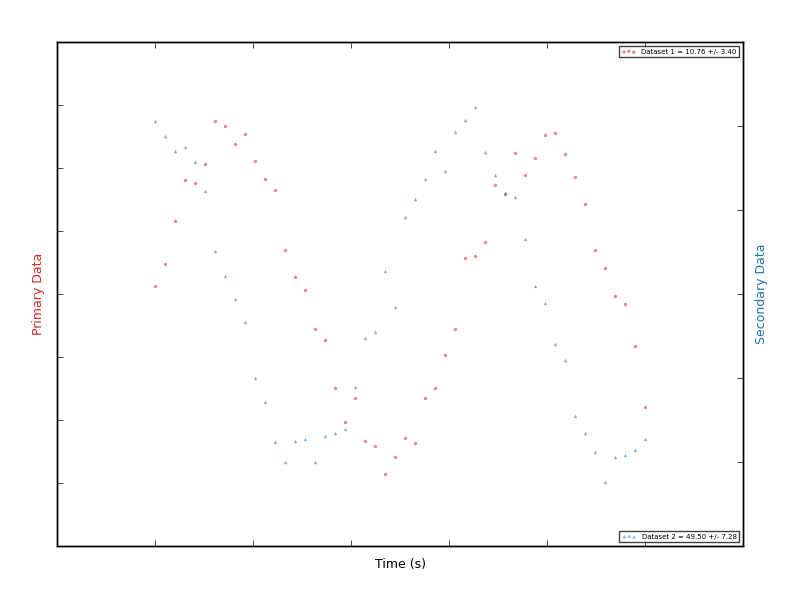 Dataset 1 = 10.76 +/- 3.40
Primary Data
Secondary Data
Dataset 2 = 49.50 +/- 7.28
Time (s)